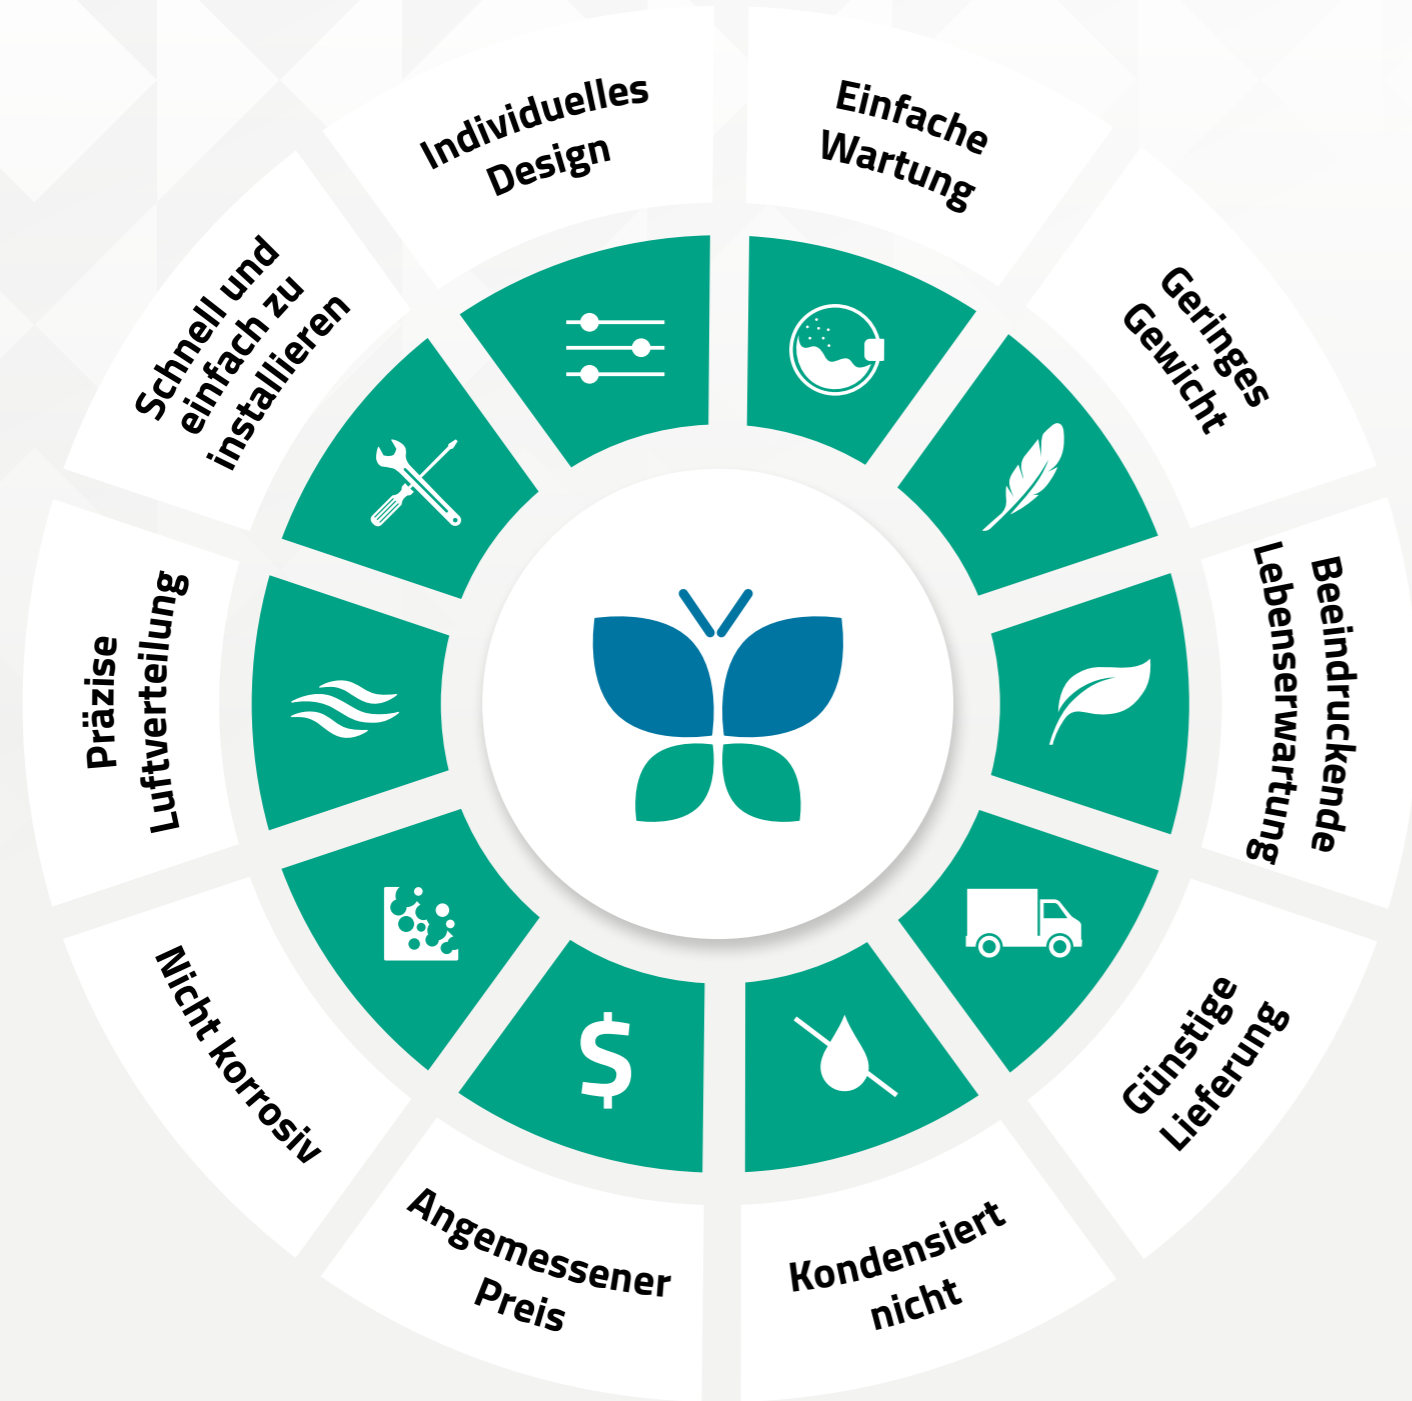 Individuelles
Design
Einfache
Wartung
Geringes
Gewicht
Beeindruckende
Lebenserwartung
Günstige
Lieferung
Kondensiert
nicht
Angemessener
Preis
Nicht korrosiv
Präzise
Luftverteilung
Schnell und
einfach zu
installieren
$